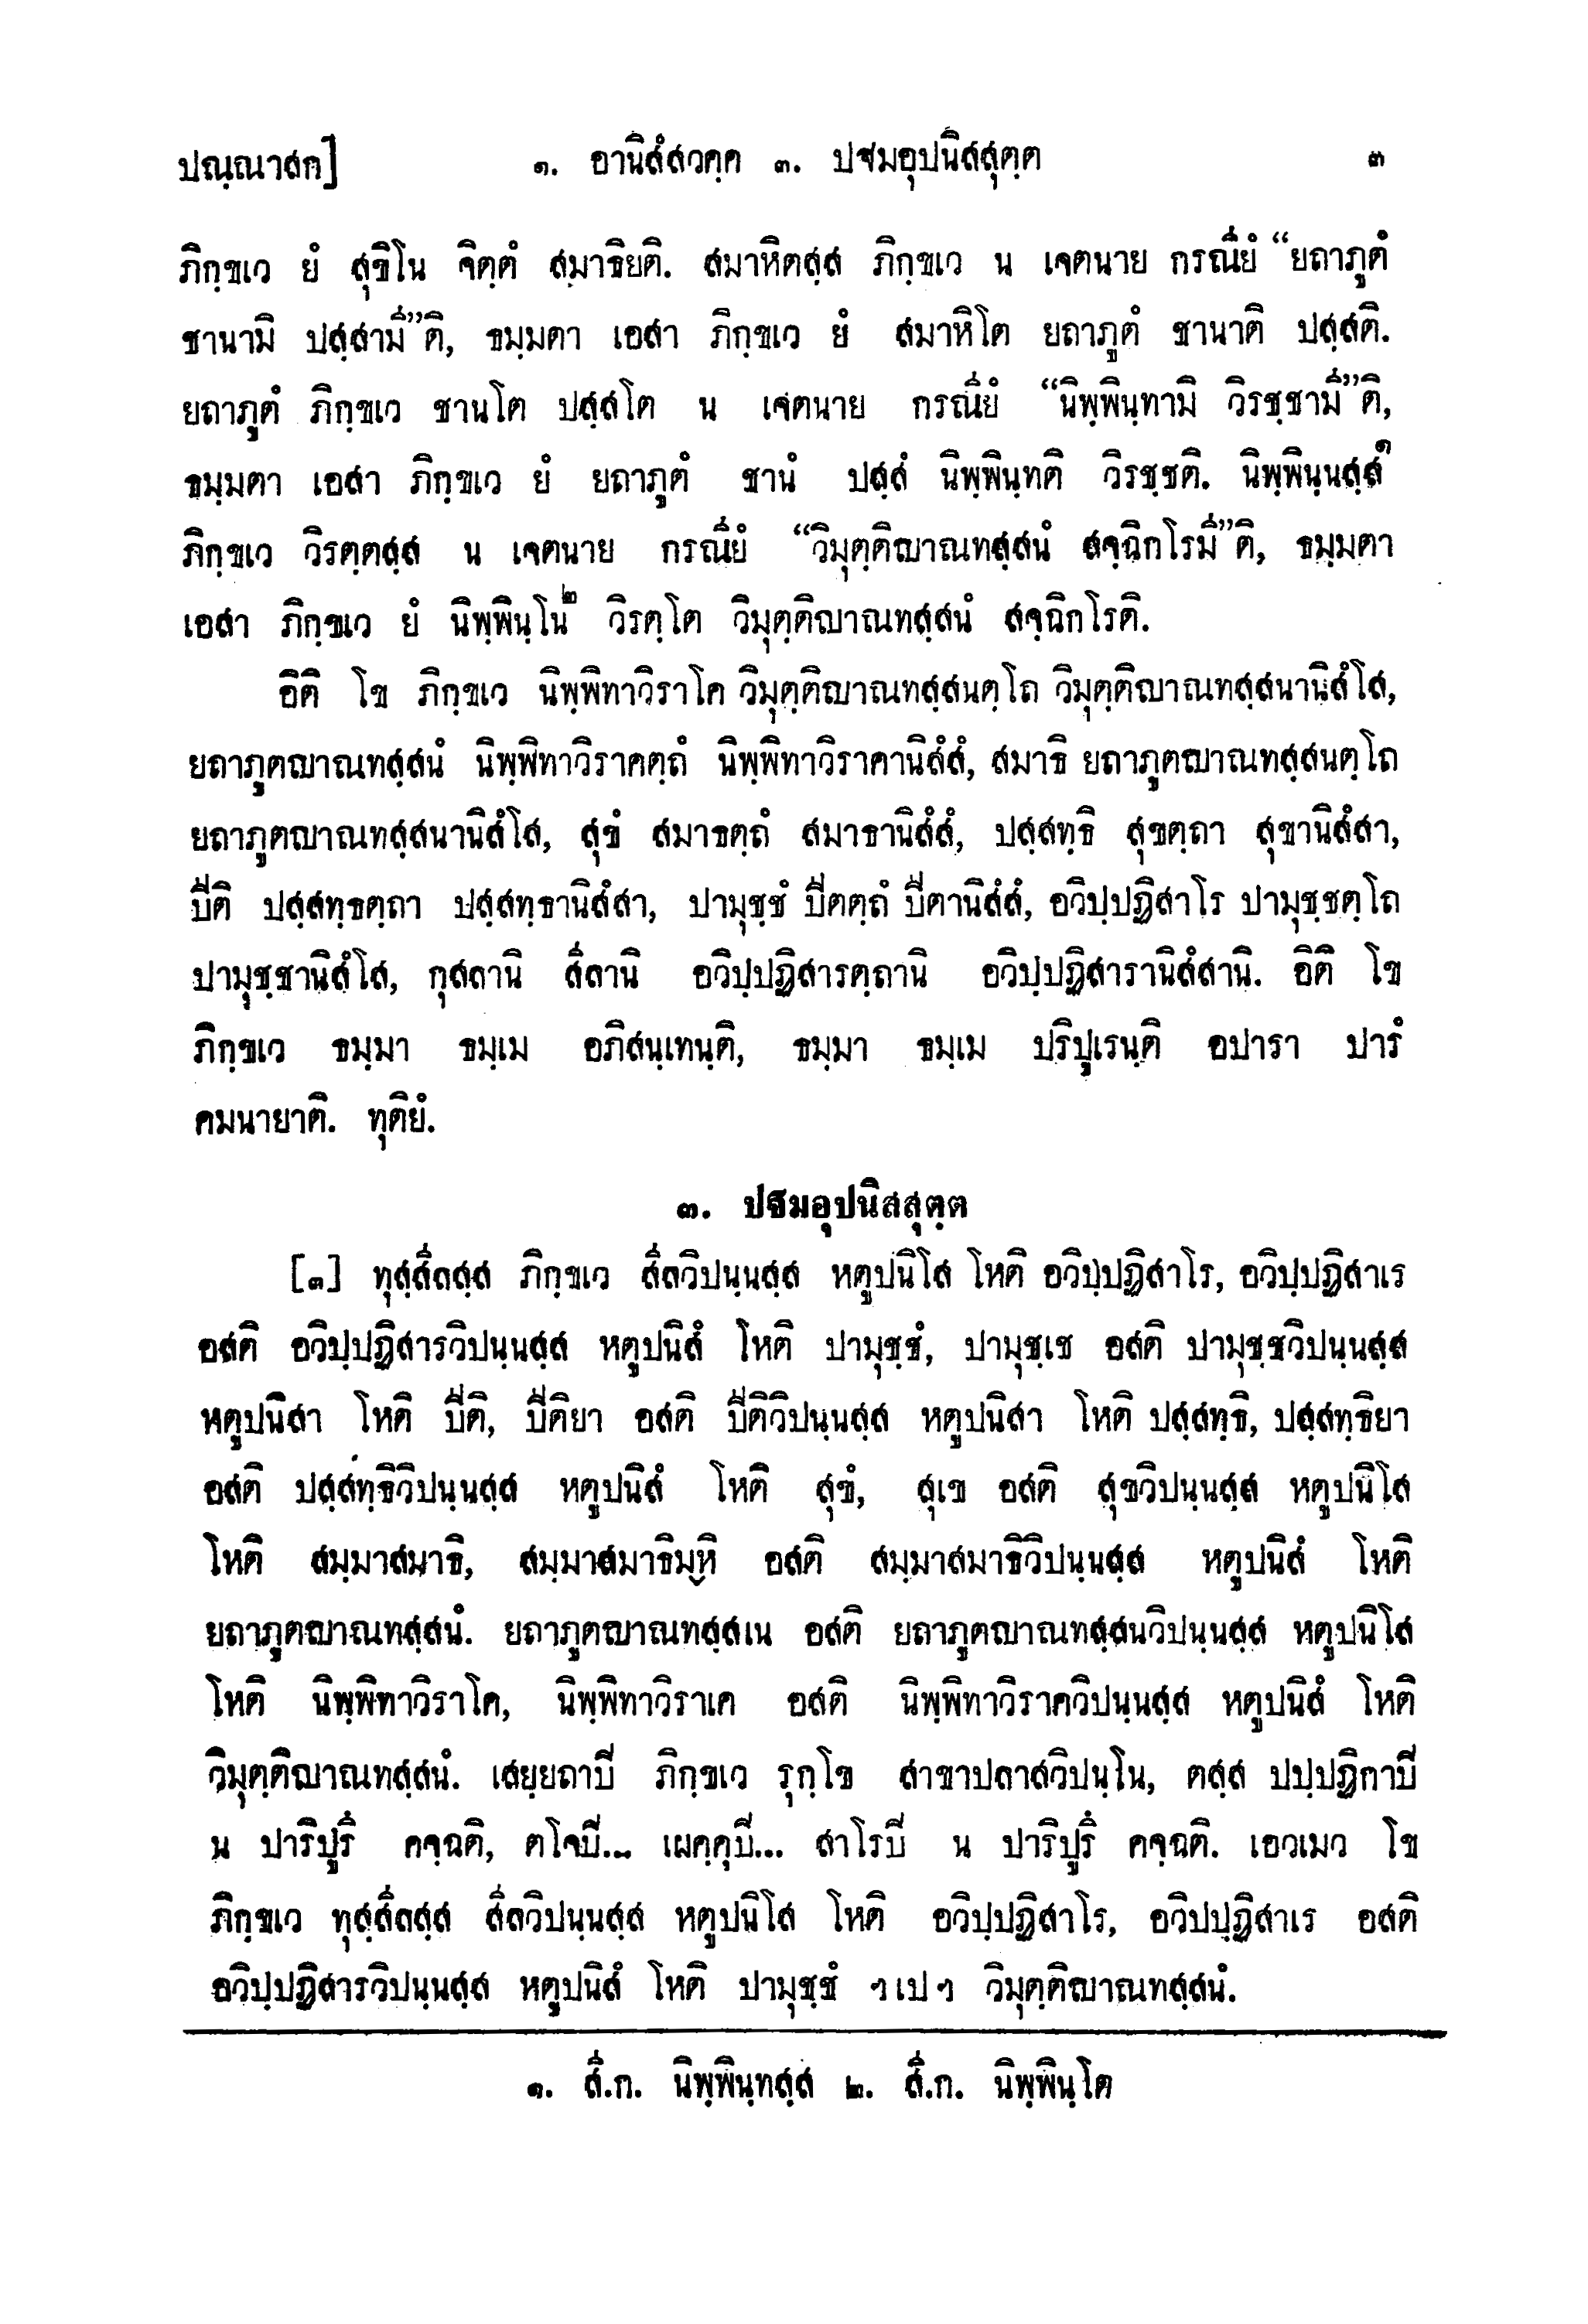 ปณฺณาสก] ๑. อานิสํสวคฺค ๓. ปฐมอุปนิสสุตฺต ๓
ภิกฺขเว ยํ สุขิโน จิตฺตํ สมาธิยติ. สมาหิตสฺส ภิกฺขเว น เจตนาย กรณียํ “ยถาภูตํ
ชานามิ ปสฺสามี”ติ, ธมฺมตา เอสา ภิกฺขเว ยํ สมาหิโต ยถาภูตํ ชานาติ ปสฺสติ.
ยถาภูตํ ภิกฺขเว ชานโต ปสฺสโต น เจตนาย กรณียํ “นิพฺพินฺทามิ วิรชฺชามี”ติ,
ธมฺมตา เอสา ภิกฺขเว ยํ ยถาภูตํ ชานํ ปสฺสํ นิพฺพินฺทติ วิรชฺชติ. นิพฺพินฺนสฺส๑
ภิกฺขเว วิรตฺตสฺส น เจตนาย กรณียํ “วิมุตฺติญาณทสฺสนํ สจฺฉิกโรมี”ติ, ธมฺมตา
เอสา ภิกฺขเว ยํ นิพฺพินฺโน๒ วิรตฺโต วิมุตฺติญาณทสฺสนํ สจฺฉิกโรติ.
อิติ โข ภิกฺขเว นิพฺพิทาวิราโค วิมุตฺติญาณทสฺสนตฺโถ วิมุตฺติญาณทสฺสนานิสํโส,
ยถาภูตญาณทสฺสนํ นิพฺพิทาวิราคตฺถํ นิพฺพิทาวิราคานิสํสํ, สมาธิ ยถาภูตญาณทสฺสนตฺโถ
ยถาภูตญาณทสฺสนานิสํโส, สุขํ สมาธตฺถํ สมาธานิสํสํ, ปสฺสทฺธิ สุขตฺถา สุขานิสํสา,
ปีติ ปสฺสทฺธตฺถา ปสฺสทฺธานิสํสา, ปามุชฺชํ ปีตตฺถํ ปีตานิสํสํ, อวิปฺปฏิสาโร ปามุชฺชตฺโถ
ปามุชฺชานิสํโส, กุสลานิ สีลานิ อวิปฺปฏิสารตฺถานิ อวิปฺปฏิสารานิสํสานิ. อิติ โข
ภิกฺขเว ธมฺมา ธมฺเม อภิสนฺเทนฺติ, ธมฺมา ธมฺเม ปริปูเรนฺติ อปารา ปารํ
คมนายาติ. ทุติยํ.
๓. ปฐมอุปนิสสุตฺต
[๓] ทุสฺสีลสฺส ภิกฺขเว สีลวิปนฺนสฺส หตูปนิโส โหติ อวิปฺปฏิสาโร, อวิปฺปฏิสาเร
อสติ อวิปฺปฏิสารวิปนฺนสฺส หตูปนิสํ โหติ ปามุชฺชํ, ปามุชฺเช อสติ ปามุชฺชวิปนฺนสฺส
หตูปนิสา โหติ ปีติ, ปีติยา อสติ ปีติวิปนฺนสฺส หตูปนิสา โหติ ปสฺสทฺธิ, ปสฺสทฺธิยา
อสติ ปสฺสทฺธิวิปนฺนสฺส หตูปนิสํ โหติ สุขํ, สุเข อสติ สุขวิปนฺนสฺส หตูปนิโส
โหติ สมฺมาสมาธิ, สมฺมาสมาธิมฺหิ อสติ สมฺมาสมาธิวิปนฺนสฺส หตูปนิสํ โหติ
ยถาภูตญาณทสฺสนํ. ยถาภูตญาณทสฺสเน อสติ ยถาภูตญาณทสฺสนวิปนฺนสฺส หตูปนิโส
โหติ นิพฺพิทาวิราโค, นิพฺพิทาวิราเค อสติ นิพฺพิทาวิราควิปนฺนสฺส หตูปนิสํ โหติ
วิมุตฺติญาณทสฺสนํ. เสยฺยถาปิ ภิกฺขเว รุกฺโข สาขาปลาสวิปนฺโน, ตสฺส ปปฺปฏิกาปิ
น ปาริปูรึ คจฺฉติ, ตโจปิ... เผคฺคุปิ... สาโรปิ น ปาริปูรึ คจฺฉติ. เอวเมว โข
ภิกฺขเว ทุสฺสีลสฺส สีลวิปนฺนสฺส หตูปนิโส โหติ อวิปฺปฏิสาโร, อวิปปฺฏิสาเร อสติ
อวิปฺปฏิสารวิปนฺนสฺส หตูปนิสํ โหติ ปามุชฺชํ ฯเปฯ วิมุตฺติญาณทสฺสนํ.
๑. สี.ก. นิพฺพินฺทสฺส ๒. สี.ก. นิพฺพินฺโต